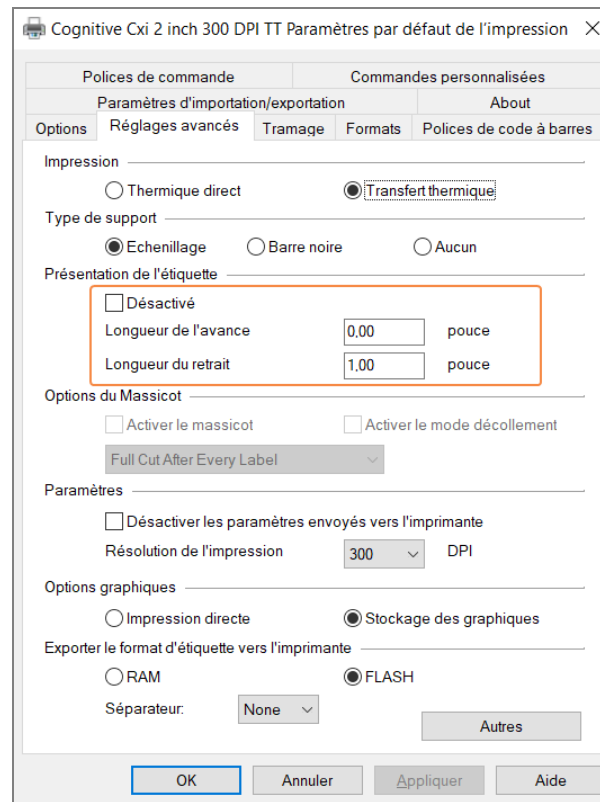 Cognitive Cxi 2 inch 300 DPI TT Paramètres par défaut de l'impression
Polices de commande Commandes personnalisées
Paramètres d'importation/exportation About
Options Réglages avancés Tramage Formats Polices de code à barres
Impression
Thermique direct Transfert thermique
Type de support
Echenillage Barre noire Aucun
Présentation de l'étiquette
Désactivé
Longueur de l'avance 0,00 pouce
Longueur du retrait 1,00 pouce
Options du Massicot
Activer le massicot Activer le mode décollement
Full Cut After Every Label
Paramètres
Désactiver les paramètres envoyés vers l'imprimante
Résolution de l'impression 300 DPI
Options graphiques
Impression directe Stockage des graphiques
Exporter le format d'étiquette vers l'imprimante
RAM FLASH
Séparateur: None
Autres
OK Annuler Appliquer Aide